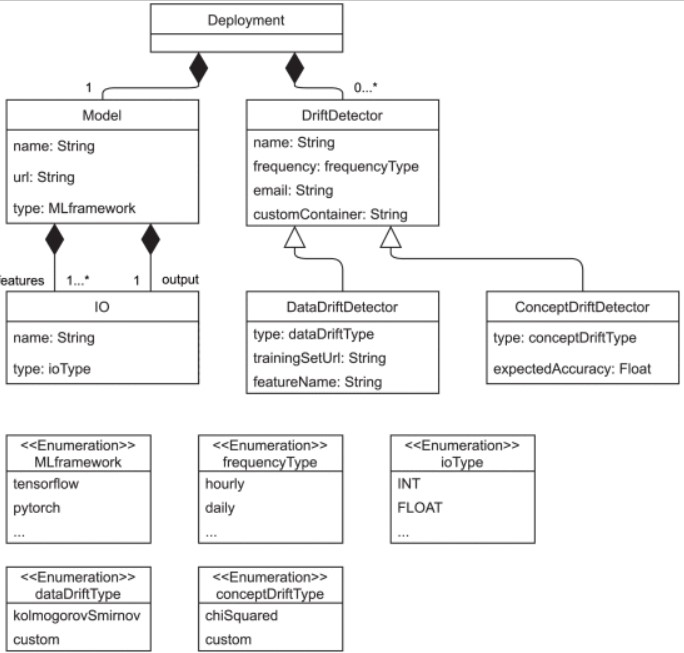 Deployment
1
0...*
Model
name: String
url: String
type: MLframework
DriftDetector
name: String
frequency: frequencyType
email: String
customContainer: String
features
1...*
1
output
IO
name: String
type: ioType
DataDriftDetector
type: dataDriftType
trainingSetUrl: String
featureName: String
ConceptDriftDetector
type: conceptDriftType
expectedAccuracy: Float
<<Enumeration>>
MLframework
tensorflow
pytorch
...
<<Enumeration>>
frequencyType
hourly
daily
...
<<Enumeration>>
ioType
INT
FLOAT
...
<<Enumeration>>
dataDriftType
kolmogorovSmirnov
custom
<<Enumeration>>
conceptDriftType
chiSquared
custom